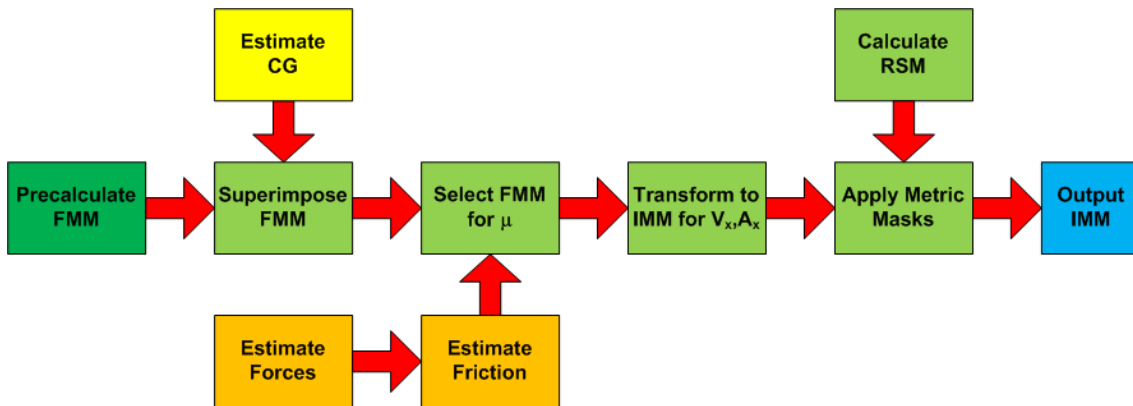 Estimate
CG
Calculate
RSM
Precalculate
FMM
Superimpose
FMM
Select FMM
for μ
Transform to
IMM for Vₓ,Aₓ
Apply Metric
Masks
Output
IMM
Estimate
Forces
Estimate
Friction